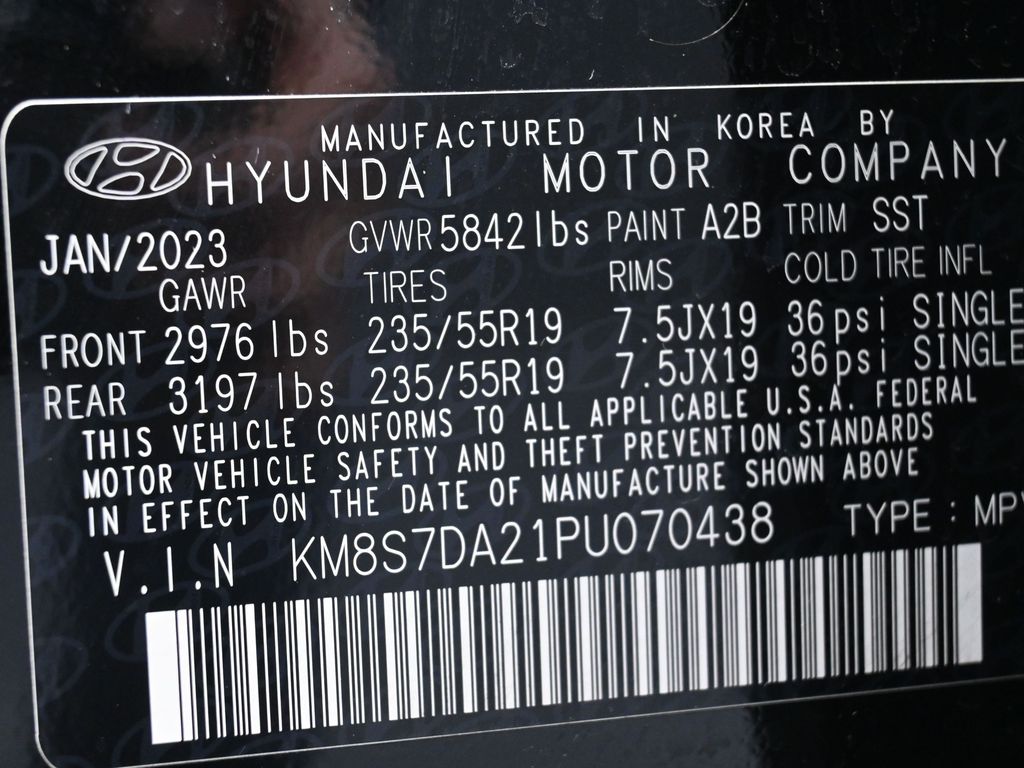 MANUFACTURED IN KOREA BY
HYUNDAI MOTOR COMPANY
JAN/2023 GVWR 5842lbs PAINT A2B TRIM SST
GAWR TIRES RIMS COLD TIRE INFL
FRONT 2976 lbs 235/55R19 7.5JX19 36psi SINGLE
REAR 3197 lbs 235/55R19 7.5JX19 36psi SINGLE
THIS VEHICLE CONFORMS TO ALL APPLICABLE U.S.A. FEDERAL
MOTOR VEHICLE SAFETY AND THEFT PREVENTION STANDARDS
IN EFFECT ON THE DATE OF MANUFACTURE SHOWN ABOVE
V.I.N KM8S7DA21PU070438 TYPE : MPV